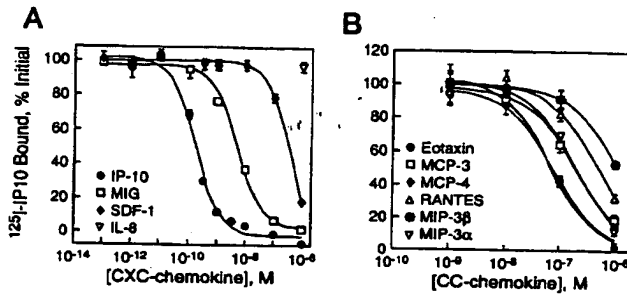 A
B
125I-IP10 Bound, % Initial
100
80
60
40
20
0
IP-10
MIG
SDF-1
IL-8
10-14 10-12 10-10 10-8 10-6
[CXC-chemokine], M
120
100
80
60
40
20
0
Eotaxin
MCP-3
MCP-4
RANTES
MIP-3β
MIP-3α
10-10 10-9 10-8 10-7 10-6
[CC-chemokine], M